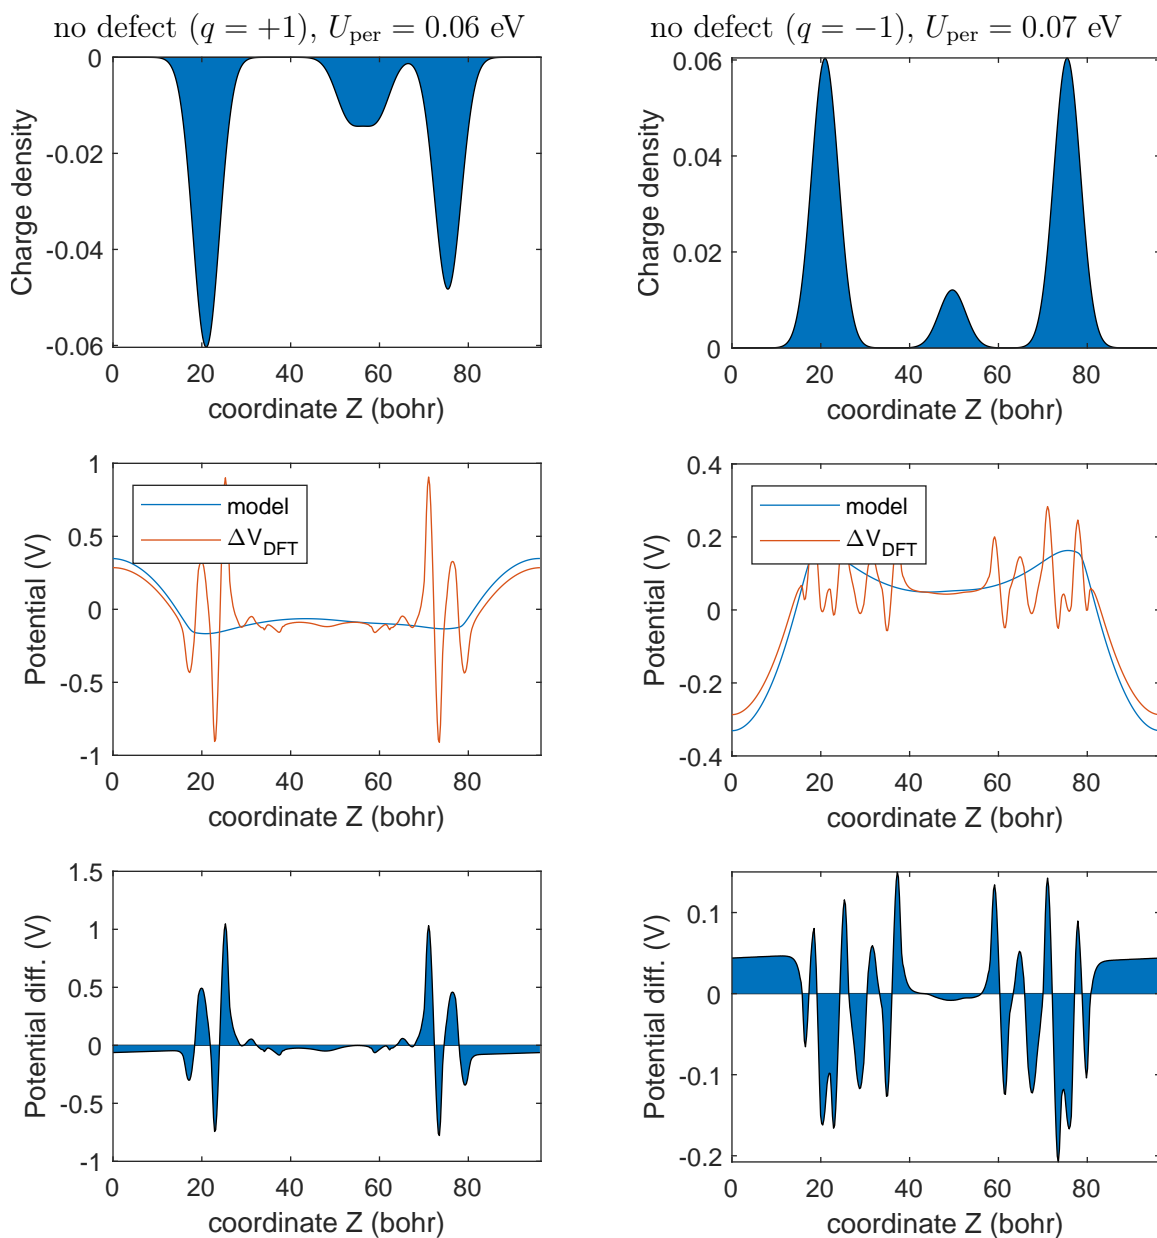 no defect (q = +1), U_per = 0.06 eV
0
-0.02
-0.04
-0.06
Charge density
0 20 40 60 80
coordinate Z (bohr)
no defect (q = −1), U_per = 0.07 eV
0.06
0.04
0.02
0
Charge density
0 20 40 60 80
coordinate Z (bohr)
1
0.5
0
-0.5
-1
Potential (V)
model
ΔV_DFT
0 20 40 60 80
coordinate Z (bohr)
0.4
0.2
0
-0.2
-0.4
Potential (V)
model
ΔV_DFT
0 20 40 60 80
coordinate Z (bohr)
1.5
1
0.5
0
-0.5
-1
Potential diff. (V)
0 20 40 60 80
coordinate Z (bohr)
0.1
0
-0.1
-0.2
Potential diff. (V)
0 20 40 60 80
coordinate Z (bohr)